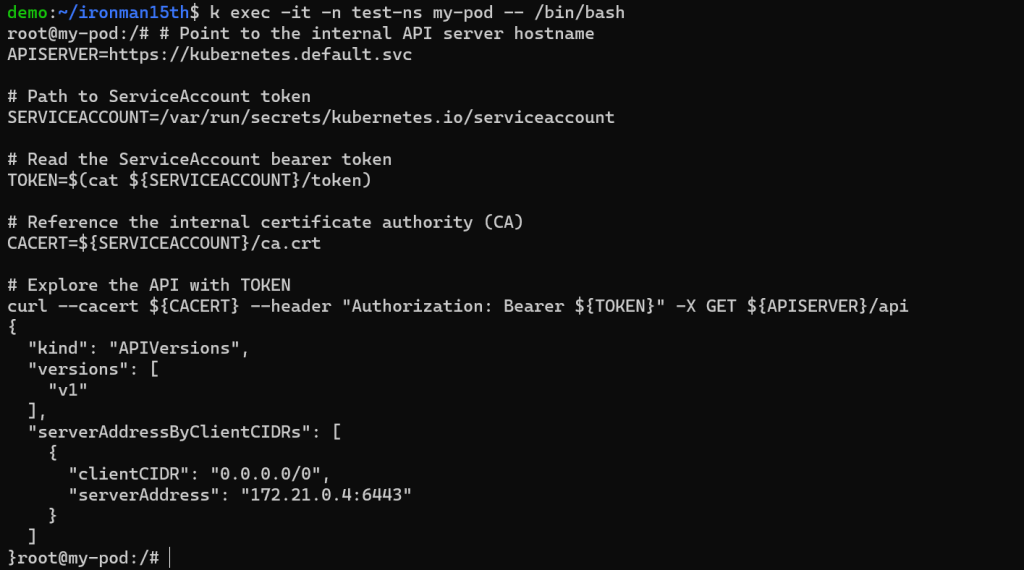 demo:~/ironman15th$ k exec -it -n test-ns my-pod -- /bin/bash
root@my-pod:/# # Point to the internal API server hostname
APISERVER=https://kubernetes.default.svc

# Path to ServiceAccount token
SERVICEACCOUNT=/var/run/secrets/kubernetes.io/serviceaccount

# Read the ServiceAccount bearer token
TOKEN=$(cat ${SERVICEACCOUNT}/token)

# Reference the internal certificate authority (CA)
CACERT=${SERVICEACCOUNT}/ca.crt

# Explore the API with TOKEN
curl --cacert ${CACERT} --header "Authorization: Bearer ${TOKEN}" -X GET ${APISERVER}/api
{
  "kind": "APIVersions",
  "versions": [
    "v1"
  ],
  "serverAddressByClientCIDRs": [
    {
      "clientCIDR": "0.0.0.0/0",
      "serverAddress": "172.21.0.4:6443"
    }
  ]
}root@my-pod:/#